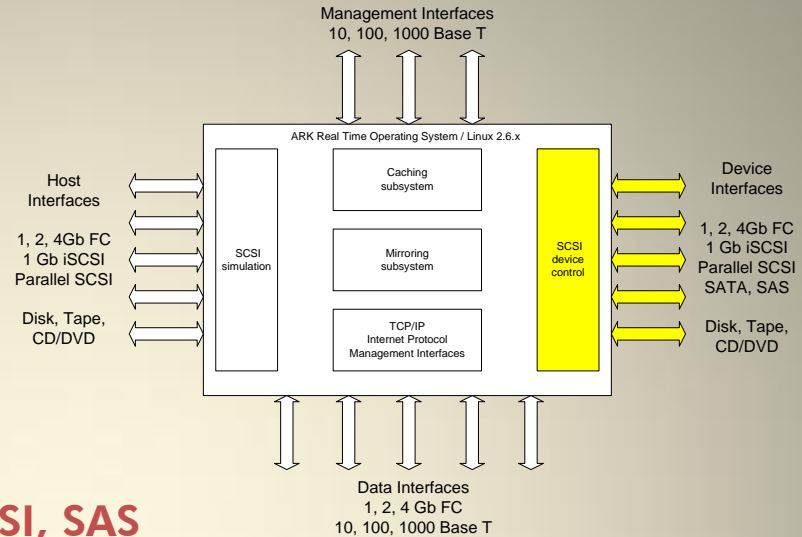 Management Interfaces
10, 100, 1000 Base T
ARK Real Time Operating System / Linux 2.6.x
Host
Interfaces
1, 2, 4Gb FC
1 Gb iSCSI
Parallel SCSI
Disk, Tape,
CD/DVD
SCSI
simulation
Caching
subsystem
Mirroring
subsystem
TCP/IP
Internet Protocol
Management Interfaces
SCSI
device
control
Device
Interfaces
1, 2, 4Gb FC
1 Gb iSCSI
Parallel SCSI
SATA, SAS
Disk, Tape,
CD/DVD
Data Interfaces
1, 2, 4 Gb FC
10, 100, 1000 Base T
SI, SAS